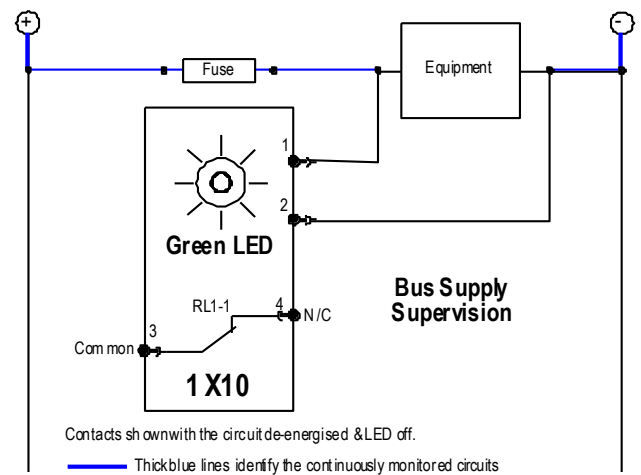 +
-
Fuse
Equipment
1
2
Green LED
Bus Supply
Supervision
RL1-1
4
N/C
3
Common
1 X10
Contacts shown with the circuit de-energised & LED off.
Thick blue lines identify the continuously monitored circuits